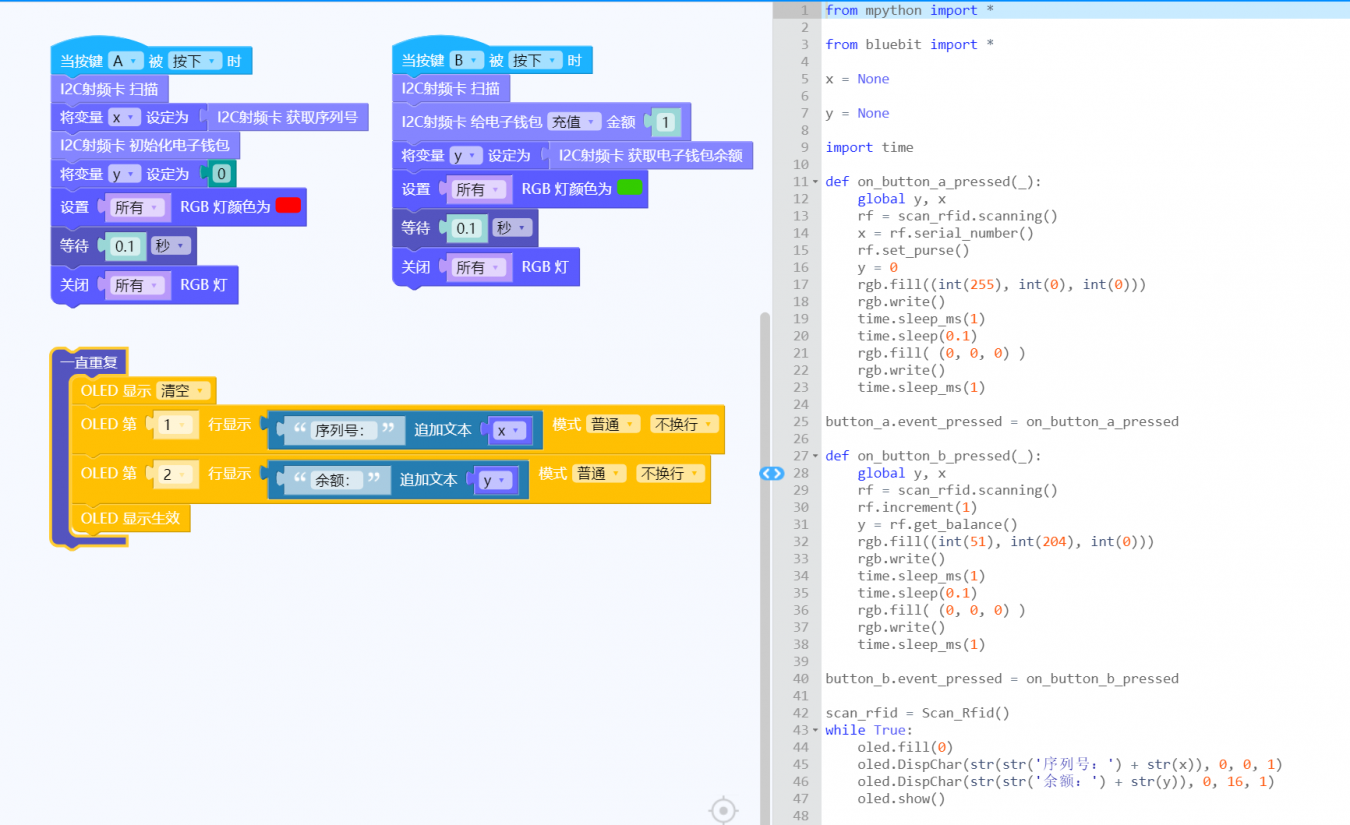 当按键 A 被 按下 时
I2C射频卡 扫描
将变量 x 设定为 I2C射频卡 获取序列号
I2C射频卡 初始化电子钱包
将变量 y 设定为 0
设置 所有 RGB 灯颜色为
等待 0.1 秒
关闭 所有 RGB 灯
当按键 B 被 按下 时
I2C射频卡 扫描
I2C射频卡 给电子钱包 充值 金额 1
将变量 y 设定为 I2C射频卡 获取电子钱包余额
设置 所有 RGB 灯颜色为
等待 0.1 秒
关闭 所有 RGB 灯
一直重复
OLED 显示 清空
OLED 第 1 行显示 “ 序列号： ” 追加文本 x 模式 普通 不换行
OLED 第 2 行显示 “ 余额： ” 追加文本 y 模式 普通 不换行
OLED 显示生效
1 from mpython import *
2
3 from bluebit import *
4
5 x = None
6
7 y = None
8
9 import time
10
11 def on_button_a_pressed(_):
12 global y, x
13 rf = scan_rfid.scanning()
14 x = rf.serial_number()
15 rf.set_purse()
16 y = 0
17 rgb.fill((int(255), int(0), int(0)))
18 rgb.write()
19 time.sleep_ms(1)
20 time.sleep(0.1)
21 rgb.fill( (0, 0, 0) )
22 rgb.write()
23 time.sleep_ms(1)
24
25 button_a.event_pressed = on_button_a_pressed
26
27 def on_button_b_pressed(_):
28 global y, x
29 rf = scan_rfid.scanning()
30 rf.increment(1)
31 y = rf.get_balance()
32 rgb.fill((int(51), int(204), int(0)))
33 rgb.write()
34 time.sleep_ms(1)
35 time.sleep(0.1)
36 rgb.fill( (0, 0, 0) )
37 rgb.write()
38 time.sleep_ms(1)
39
40 button_b.event_pressed = on_button_b_pressed
41
42 scan_rfid = Scan_Rfid()
43 while True:
44 oled.fill(0)
45 oled.DispChar(str(str('序列号：') + str(x)), 0, 0, 1)
46 oled.DispChar(str(str('余额：') + str(y)), 0, 16, 1)
47 oled.show()
48